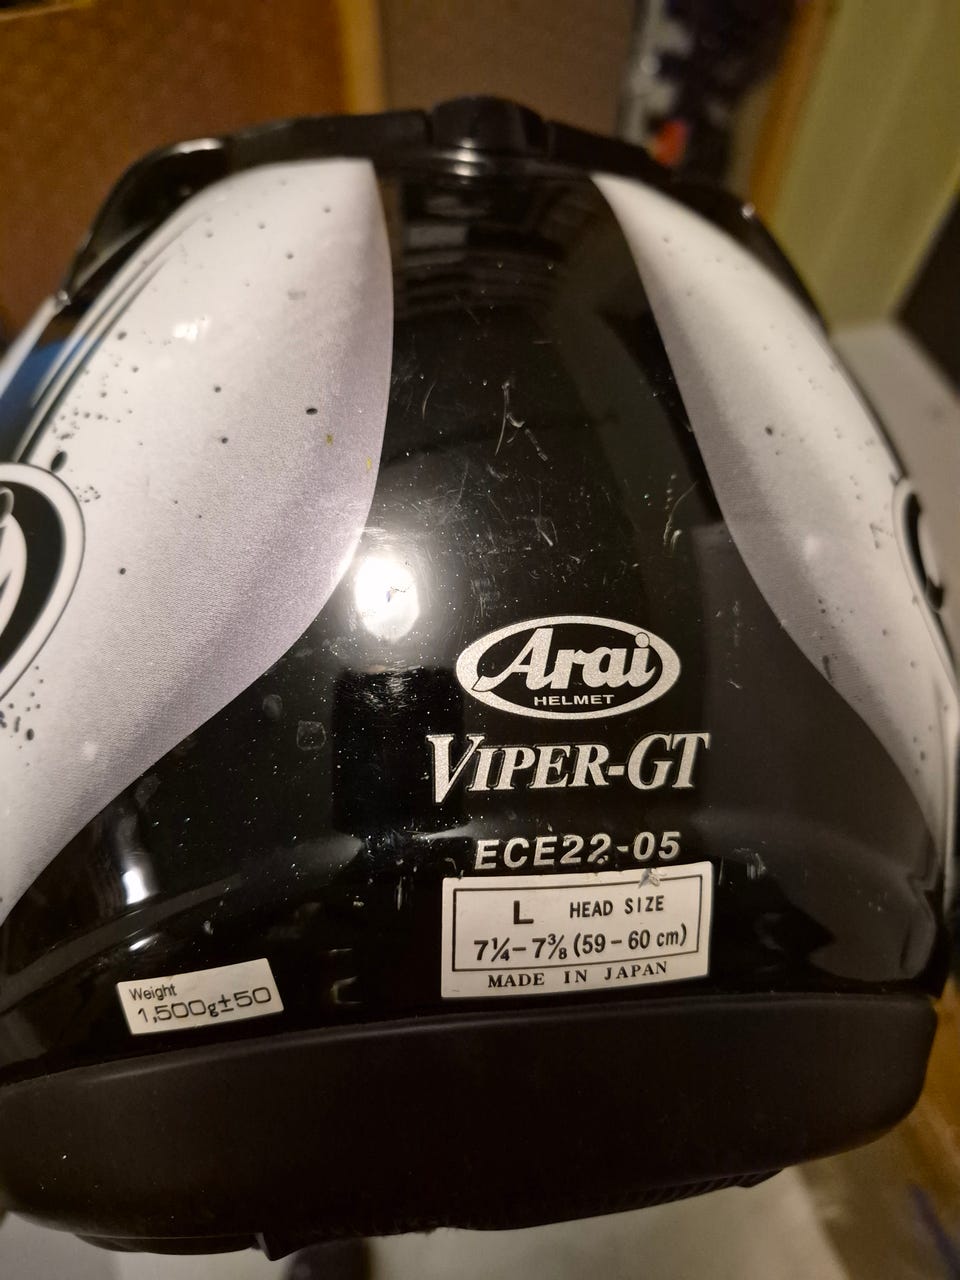 Arai
HELMET
VIPER-GT
ECE22-05
L HEAD SIZE
7¼-7⅜ (59-60 cm)
MADE IN JAPAN
Weight
1,500g±50